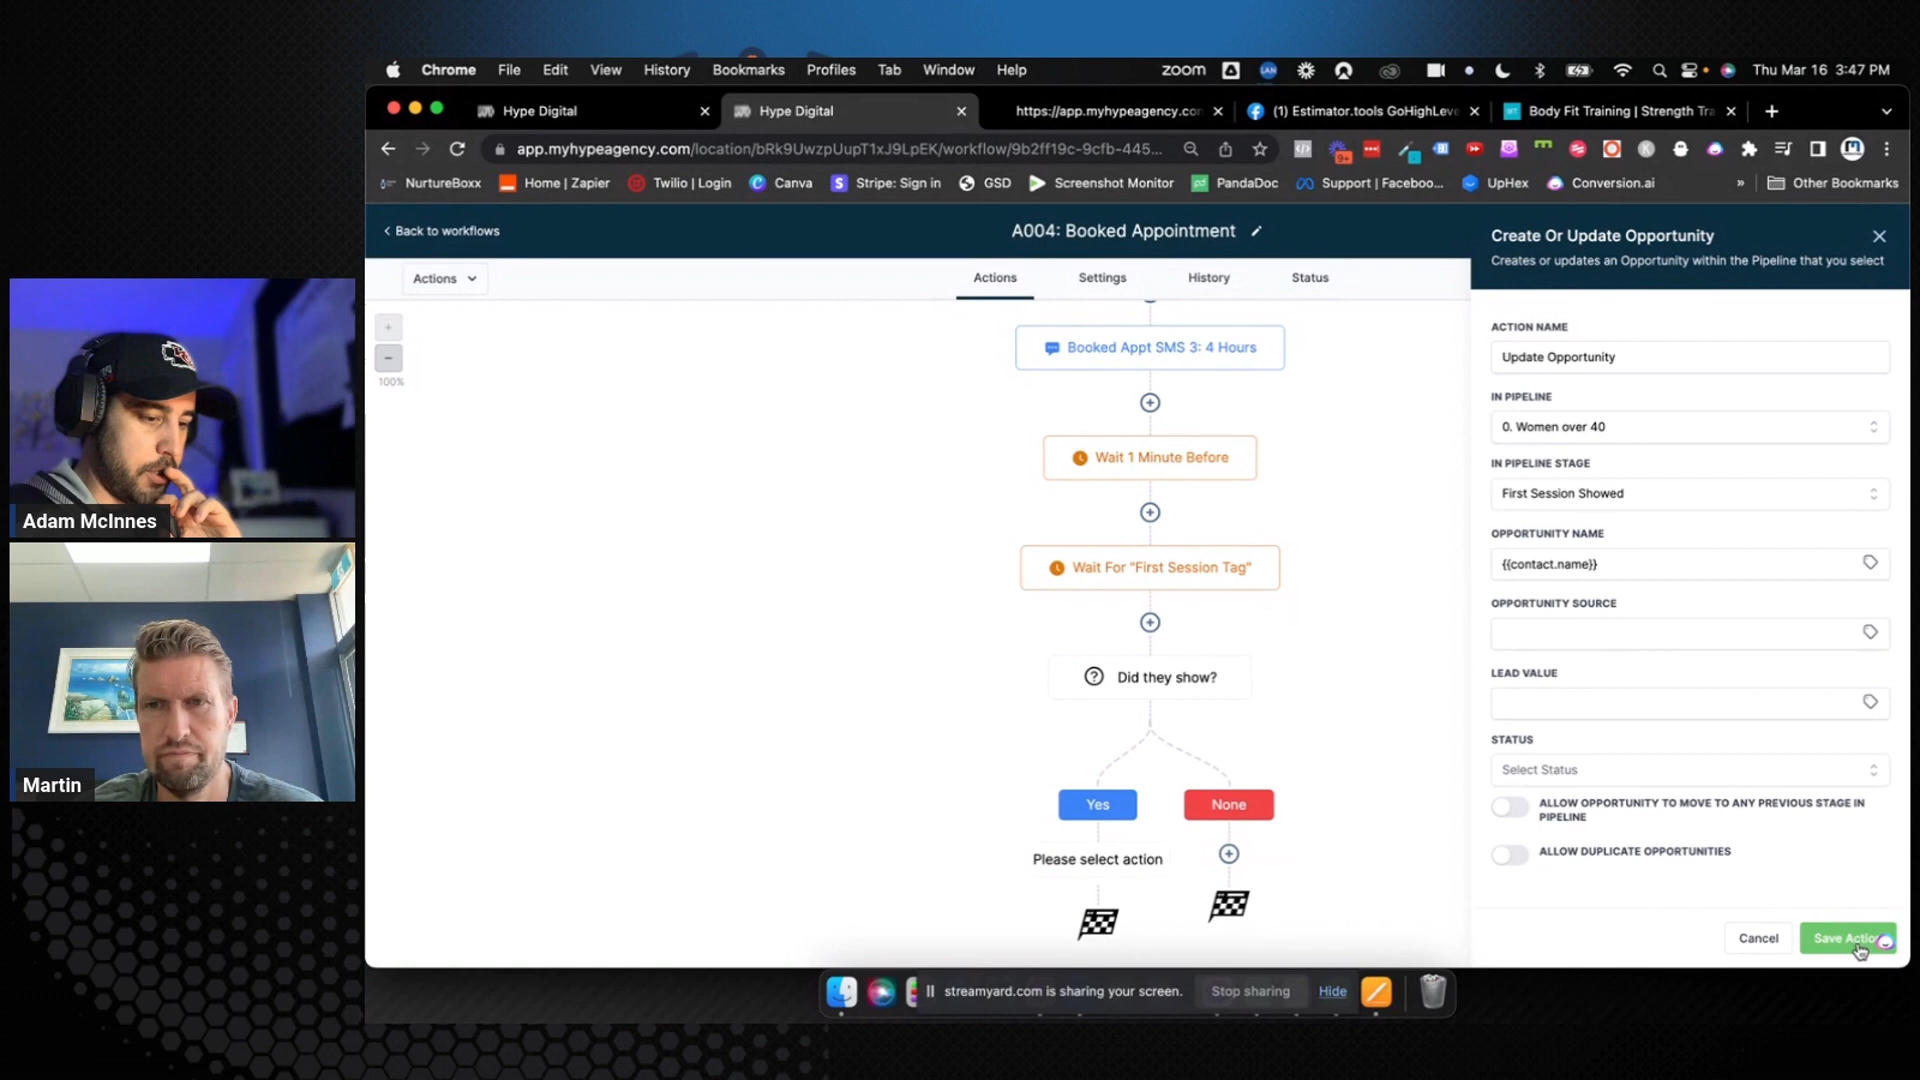 Chrome File Edit View History Bookmarks Profiles Tab Window Help
zoom LAN Thu Mar 16 3:47 PM
Hype Digital
Hype Digital
https://app.myhypeagency.con
(1) Estimator.tools GoHighLeve
Body Fit Training | Strength Tra
app.myhypeagency.com/location/bRk9UwzpUupT1xJ9LpEK/workflow/9b2ff19c-9cfb-445...
9+
NurtureBoxx Home | Zapier Twilio | Login Canva Stripe: Sign in GSD Screenshot Monitor PandaDoc Support | Faceboo... UpHex Conversion.ai » Other Bookmarks
Back to workflows
A004: Booked Appointment
Actions
Actions Settings History Status
100%
Booked Appt SMS 3: 4 Hours
Wait 1 Minute Before
Wait For "First Session Tag"
Did they show?
Yes
None
Please select action
Create Or Update Opportunity
Creates or updates an Opportunity within the Pipeline that you select
ACTION NAME
Update Opportunity
IN PIPELINE
0. Women over 40
IN PIPELINE STAGE
First Session Showed
OPPORTUNITY NAME
{{contact.name}}
OPPORTUNITY SOURCE
LEAD VALUE
STATUS
Select Status
ALLOW OPPORTUNITY TO MOVE TO ANY PREVIOUS STAGE IN
PIPELINE
ALLOW DUPLICATE OPPORTUNITIES
Cancel
Save Action
streamyard.com is sharing your screen.
Stop sharing
Hide
Adam McInnes
Martin